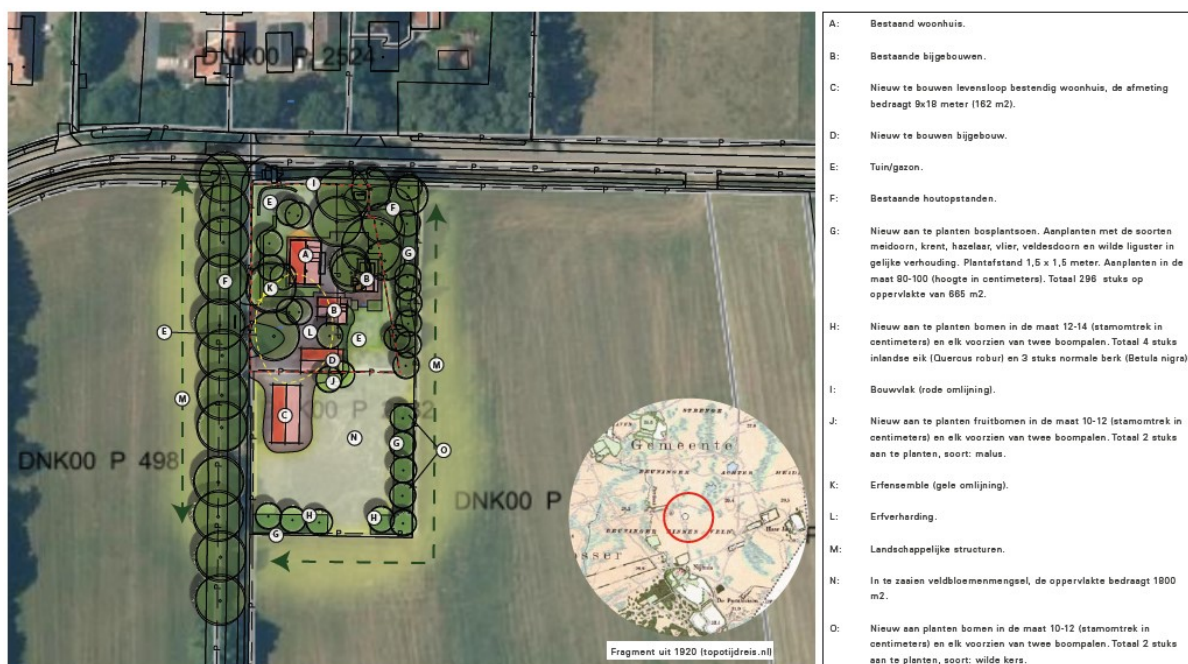 DNK00 P 2524
P
P
P
I
E
F
G
A
F
B
K
B
E
L
E
M
D
J
M
C
N
G
O
DNK00 P 498
DNK00 P
H
H
G
Gemeente
Fragment uit 1920 (topotijdreis.nl)
A: Bestaand woonhuis.
B: Bestaande bijgebouwen.
C: Nieuw te bouwen levensloop bestendig woonhuis, de afmeting
bedraagt 9x18 meter (162 m2).
D: Nieuw te bouwen bijgebouw.
E: Tuin/gazon.
F: Bestaande houtopstanden.
G: Nieuw aan te planten bosplantsoen. Aanplanten met de soorten
meidoorn, krent, hazelaar, vlier, veldesdoorn en wilde liguster in
gelijke verhouding. Plantafstand 1,5 x 1,5 meter. Aanplanten in de
maat 80-100 (hoogte in centimeters). Totaal 296 stuks op
oppervlakte van 665 m2.
H: Nieuw aan te planten bomen in de maat 12-14 (stamomtrek in
centimeters) en elk voorzien van twee boompalen. Totaal 4 stuks
inlandse eik (Quercus robur) en 3 stuks normale berk (Betula nigra)
I: Bouwvlak (rode omlijning).
J: Nieuw aan te planten fruitbomen in de maat 10-12 (stamomtrek in
centimeters) en elk voorzien van twee boompalen. Totaal 2 stuks
aan te planten, soort: malus.
K: Erfensemble (gele omlijning).
L: Erfverharding.
M: Landschappelijke structuren.
N: In te zaaien veldbloemenmengsel, de oppervlakte bedraagt 1800
m2.
O: Nieuw aan planten bomen in de maat 10-12 (stamomtrek in
centimeters) en elk voorzien van twee boompalen. Totaal 2 stuks
aan te planten, soort: wilde kers.